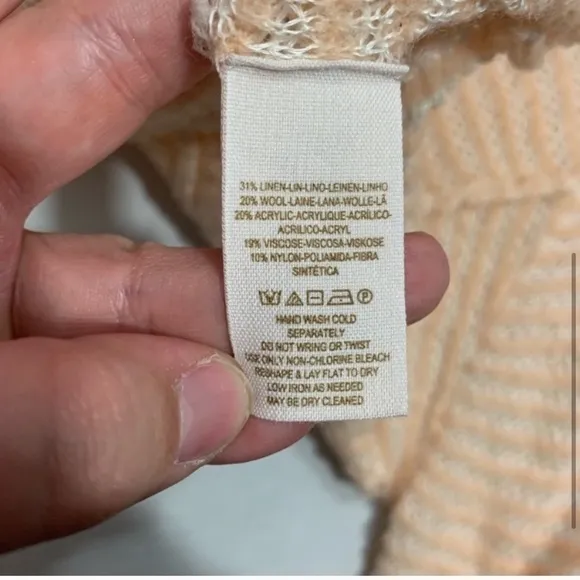 31% LINEN-LIN-LINO-LEINEN-LINHO
20% WOOL-LAINE-LANA-WOLLE-LÃ
20% ACRYLIC-ACRYLIQUE-ACRÍLICO-
ACRILICO-ACRYL
19% VISCOSE-VISCOSA-VISKOSE
10% NYLON-POLIAMIDA-FIBRA
SINTÉTICA
P
HAND WASH COLD
SEPARATELY
DO NOT WRING OR TWIST
USE ONLY NON-CHLORINE BLEACH
RESHAPE & LAY FLAT TO DRY
LOW IRON AS NEEDED
MAY BE DRY CLEANED